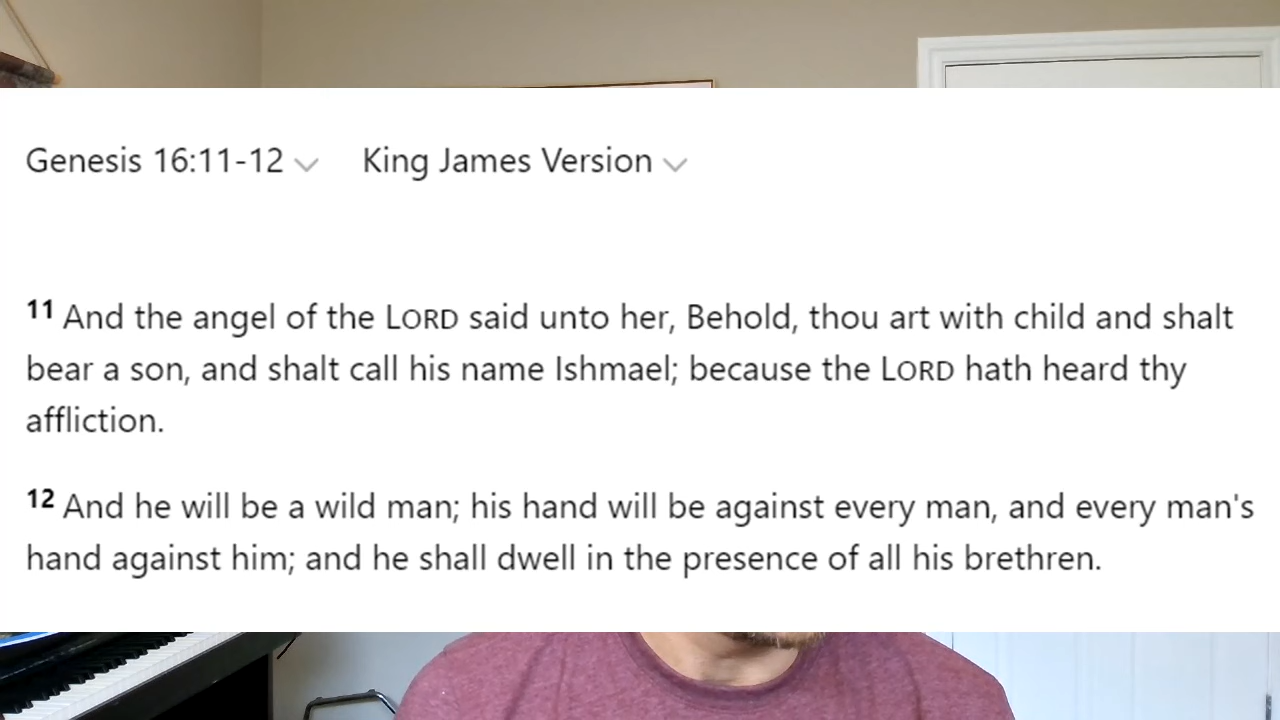 Genesis 16:11-12 King James Version
11 And the angel of the LORD said unto her, Behold, thou art with child and shalt
bear a son, and shalt call his name Ishmael; because the LORD hath heard thy
affliction.
12 And he will be a wild man; his hand will be against every man, and every man's
hand against him; and he shall dwell in the presence of all his brethren.